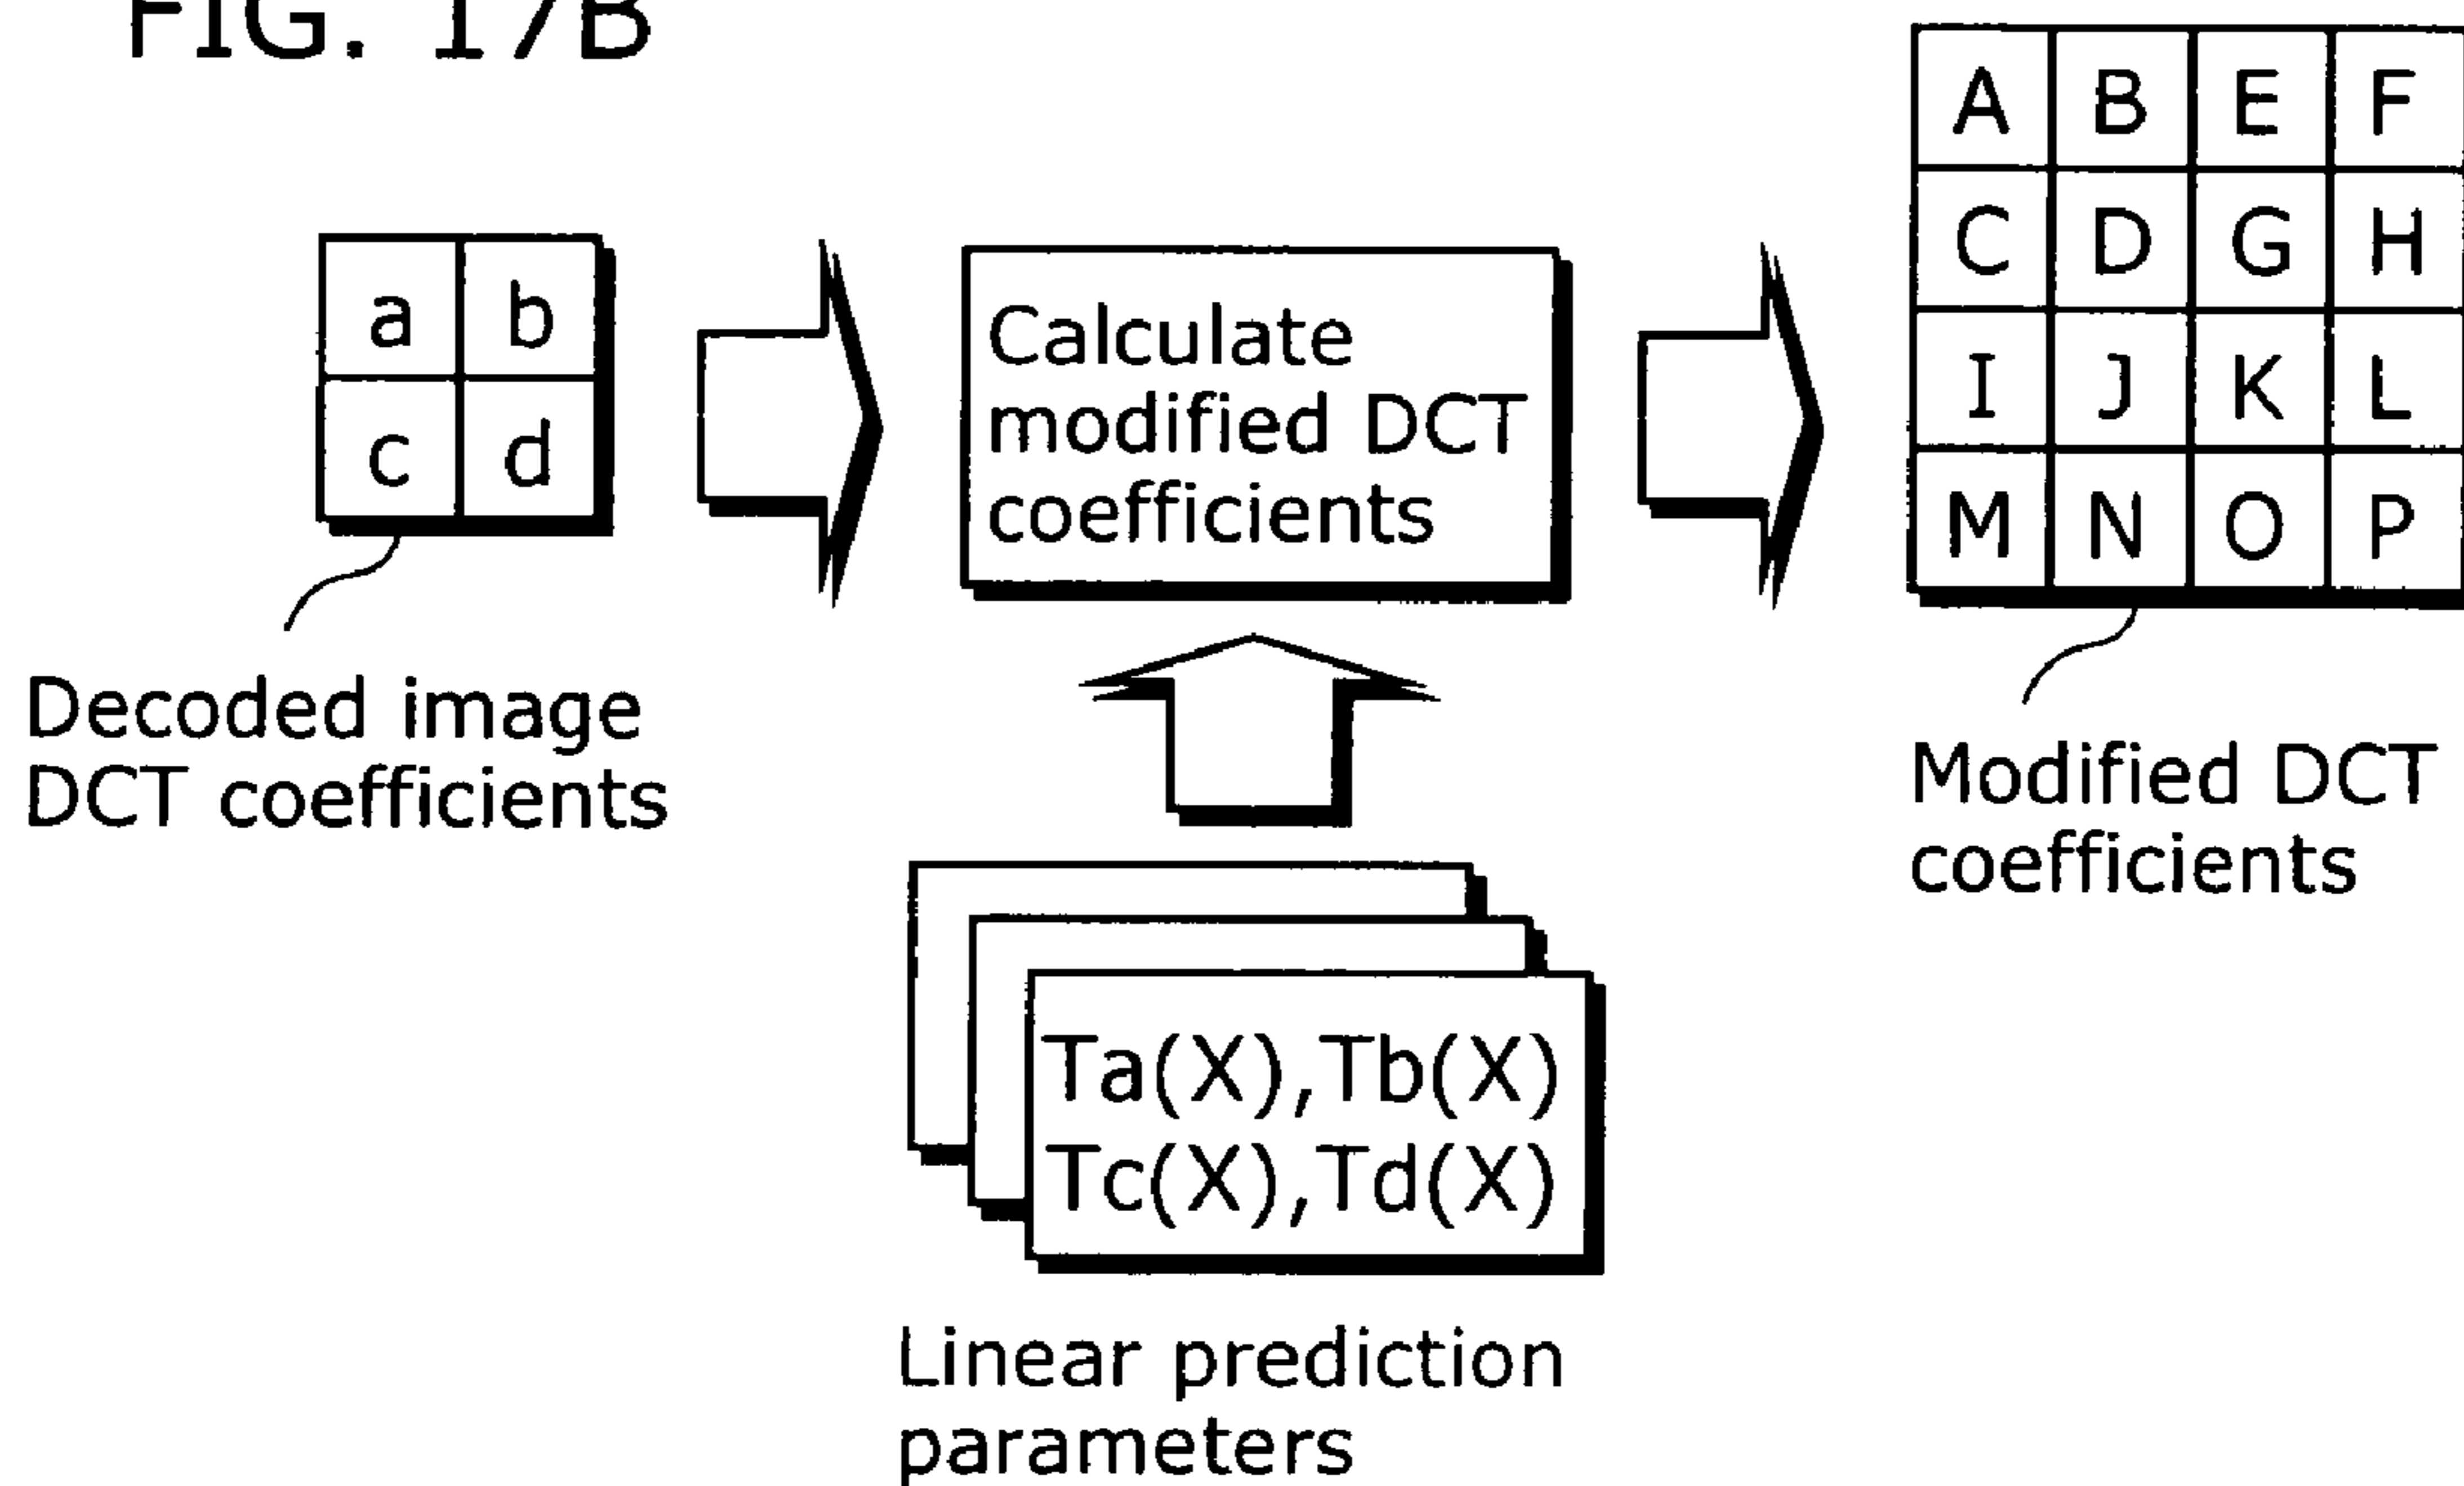 FIG. 17B
a b
c d
Decoded image
DCT coefficients
Calculate
modified DCT
coefficients
A B E F
C D G H
I J K L
M N O P
Modified DCT
coefficients
Ta(X),Tb(X)
Tc(X),Td(X)
Linear prediction
parameters